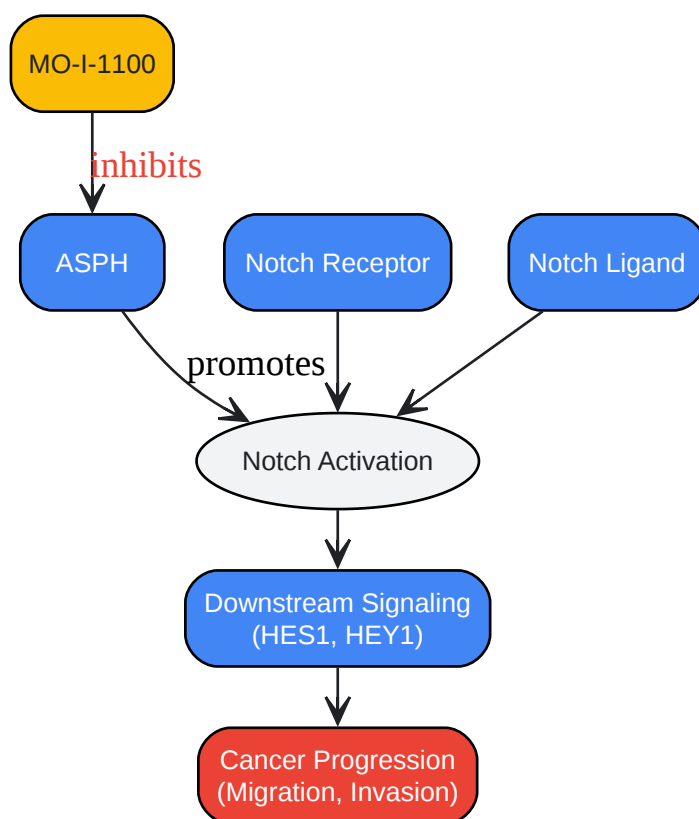 MO-I-1100
inhibits
ASPH
Notch Receptor
Notch Ligand
promotes
Notch Activation
Downstream Signaling
(HES1, HEY1)
Cancer Progression
(Migration, Invasion)